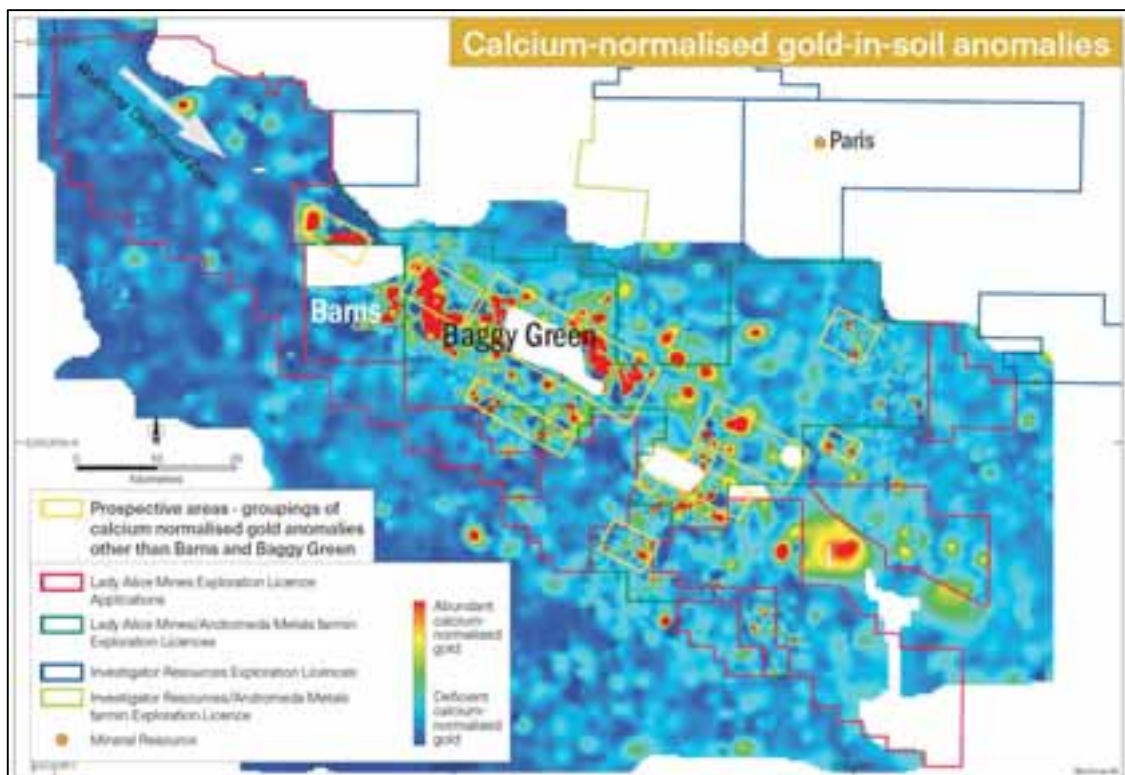 Calcium-normalised gold-in-soil anomalies
Paris
Barns
Baggy Green
Kilometres
Prospective areas - groupings of
calcium normalised gold anomalies
other than Barns and Baggy Green
Lady Alice Mines Exploration Licence
Applications
Lady Alice Mines/Andromeda Metals farmin
Exploration Licences
Investigator Resources Exploration Licences
Investigator Resources/Andromeda Metals
farmin Exploration Licence
Mineral Resource
Abundant
calcium-
normalised
gold
Deficient
calcium-
normalised
gold